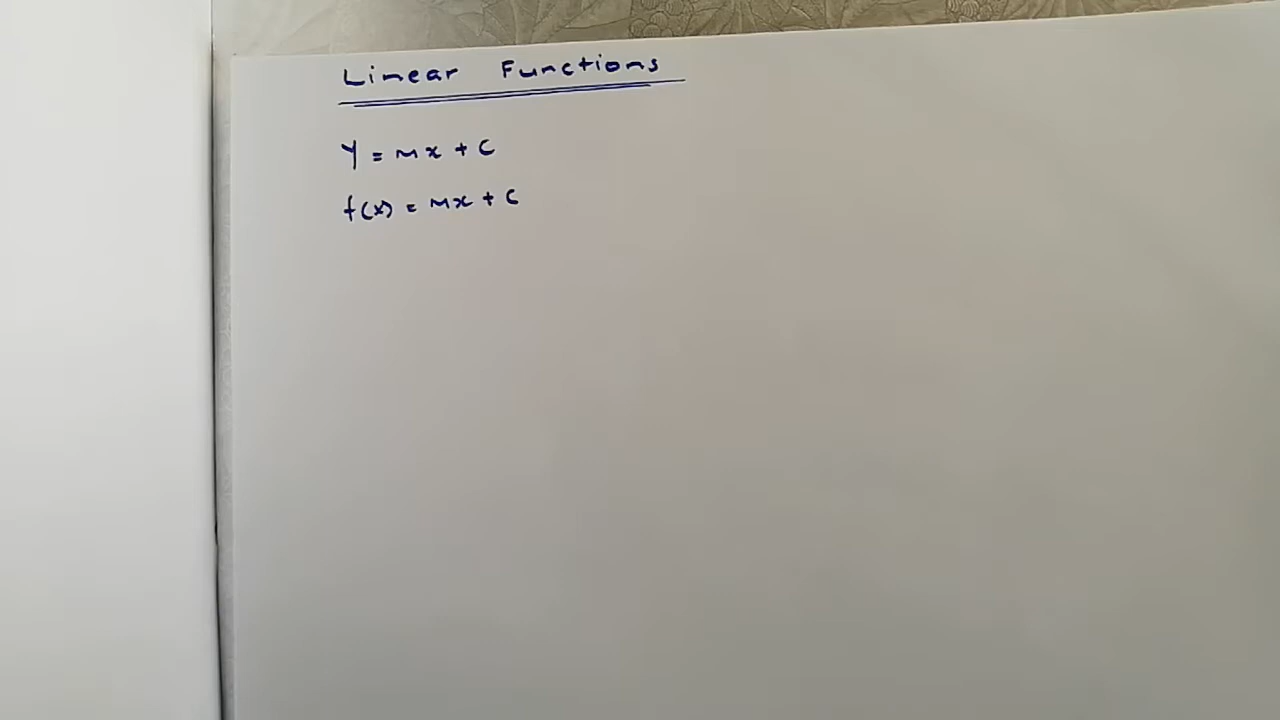 Linear Functions
Y = mx + c
f(x) = mx + c